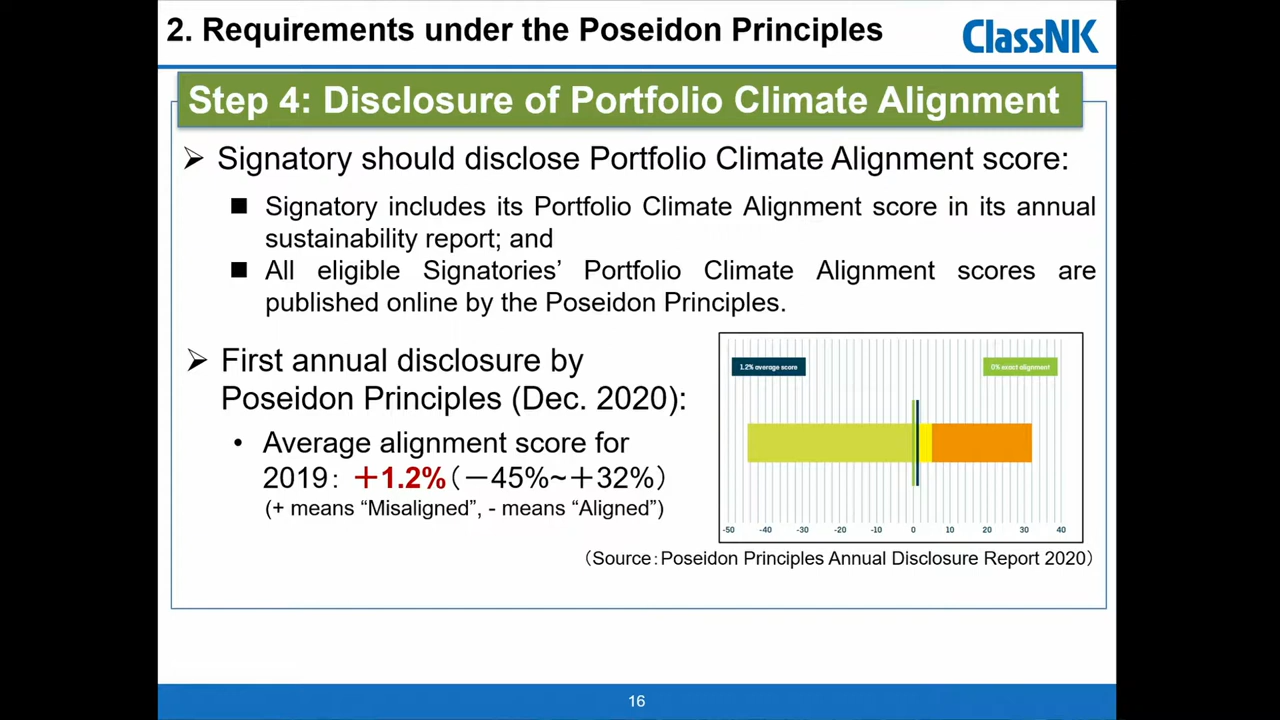 2. Requirements under the Poseidon Principles
ClassNK
Step 4: Disclosure of Portfolio Climate Alignment
➢ Signatory should disclose Portfolio Climate Alignment score:
■ Signatory includes its Portfolio Climate Alignment score in its annual
sustainability report; and
■ All eligible Signatories’ Portfolio Climate Alignment scores are
published online by the Poseidon Principles.
➢ First annual disclosure by
Poseidon Principles (Dec. 2020):
• Average alignment score for
2019: ＋1.2%（－45%~＋32%）
(+ means “Misaligned”, - means “Aligned”)
1.2% average score
0% exact alignment
-50 -40 -30 -20 -10 0 10 20 30 40
（Source：Poseidon Principles Annual Disclosure Report 2020）
16